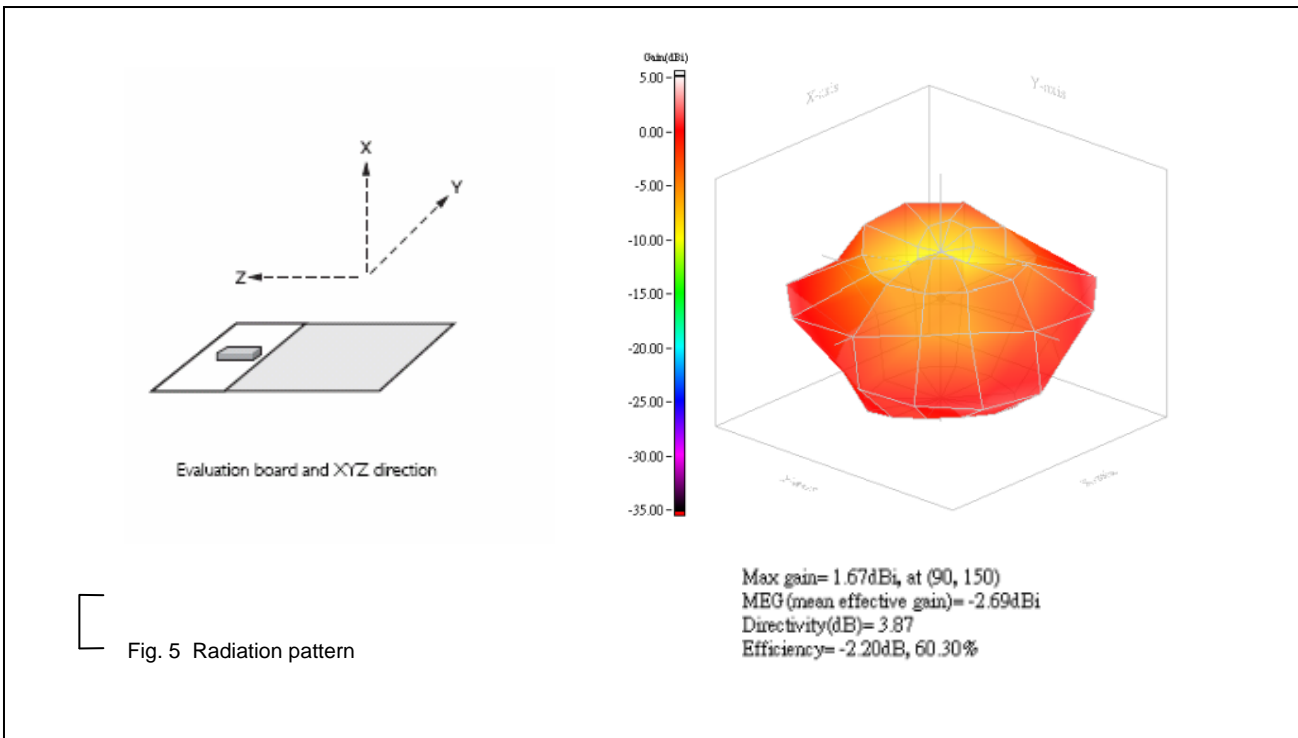 X
Y
Z
Evaluation board and XYZ direction
Gain(dBi)
5.00
0.00
-5.00
-10.00
-15.00
-20.00
-25.00
-30.00
-35.00
X-axis
Y-axis
Max gain= 1.67dBi, at (90, 150)
MEG(mean effective gain)= -2.69dBi
Directivity(dB)= 3.87
Efficiency= -2.20dB, 60.30%
Fig. 5 Radiation pattern